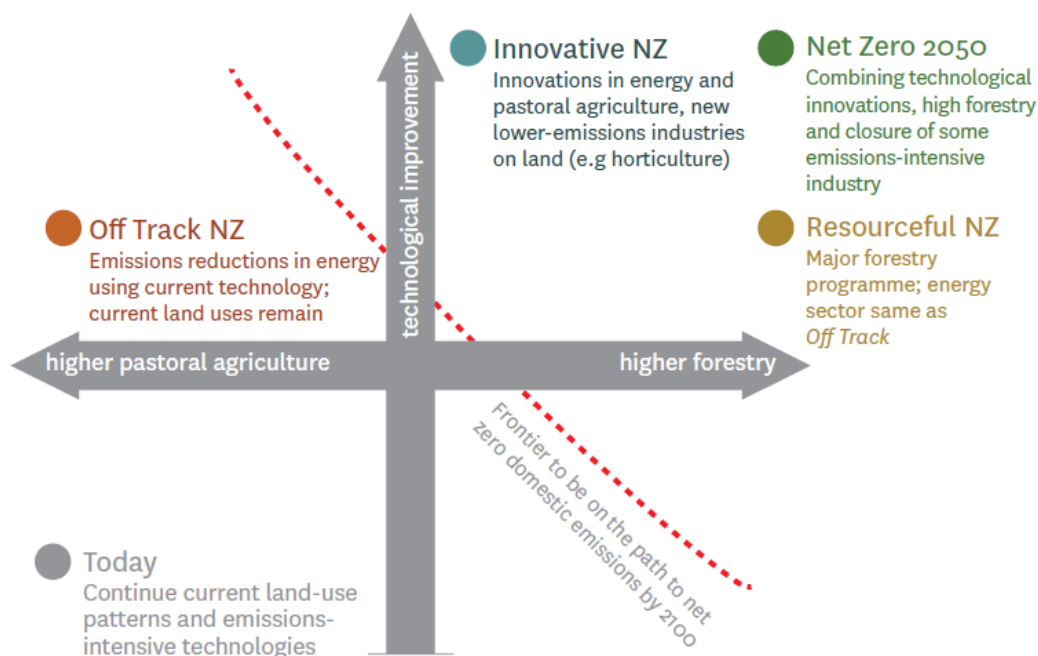 Innovative NZ
Innovations in energy and
pastoral agriculture, new
lower-emissions industries
on land (e.g horticulture)
Net Zero 2050
Combining technological
innovations, high forestry
and closure of some
emissions-intensive
industry
technological improvement
Off Track NZ
Emissions reductions in energy
using current technology;
current land uses remain
Resourceful NZ
Major forestry
programme; energy
sector same as
Off Track
higher pastoral agriculture
higher forestry
Frontier to be on the path to net
zero domestic emissions by 2100
Today
Continue current land-use
patterns and emissions-
intensive technologies